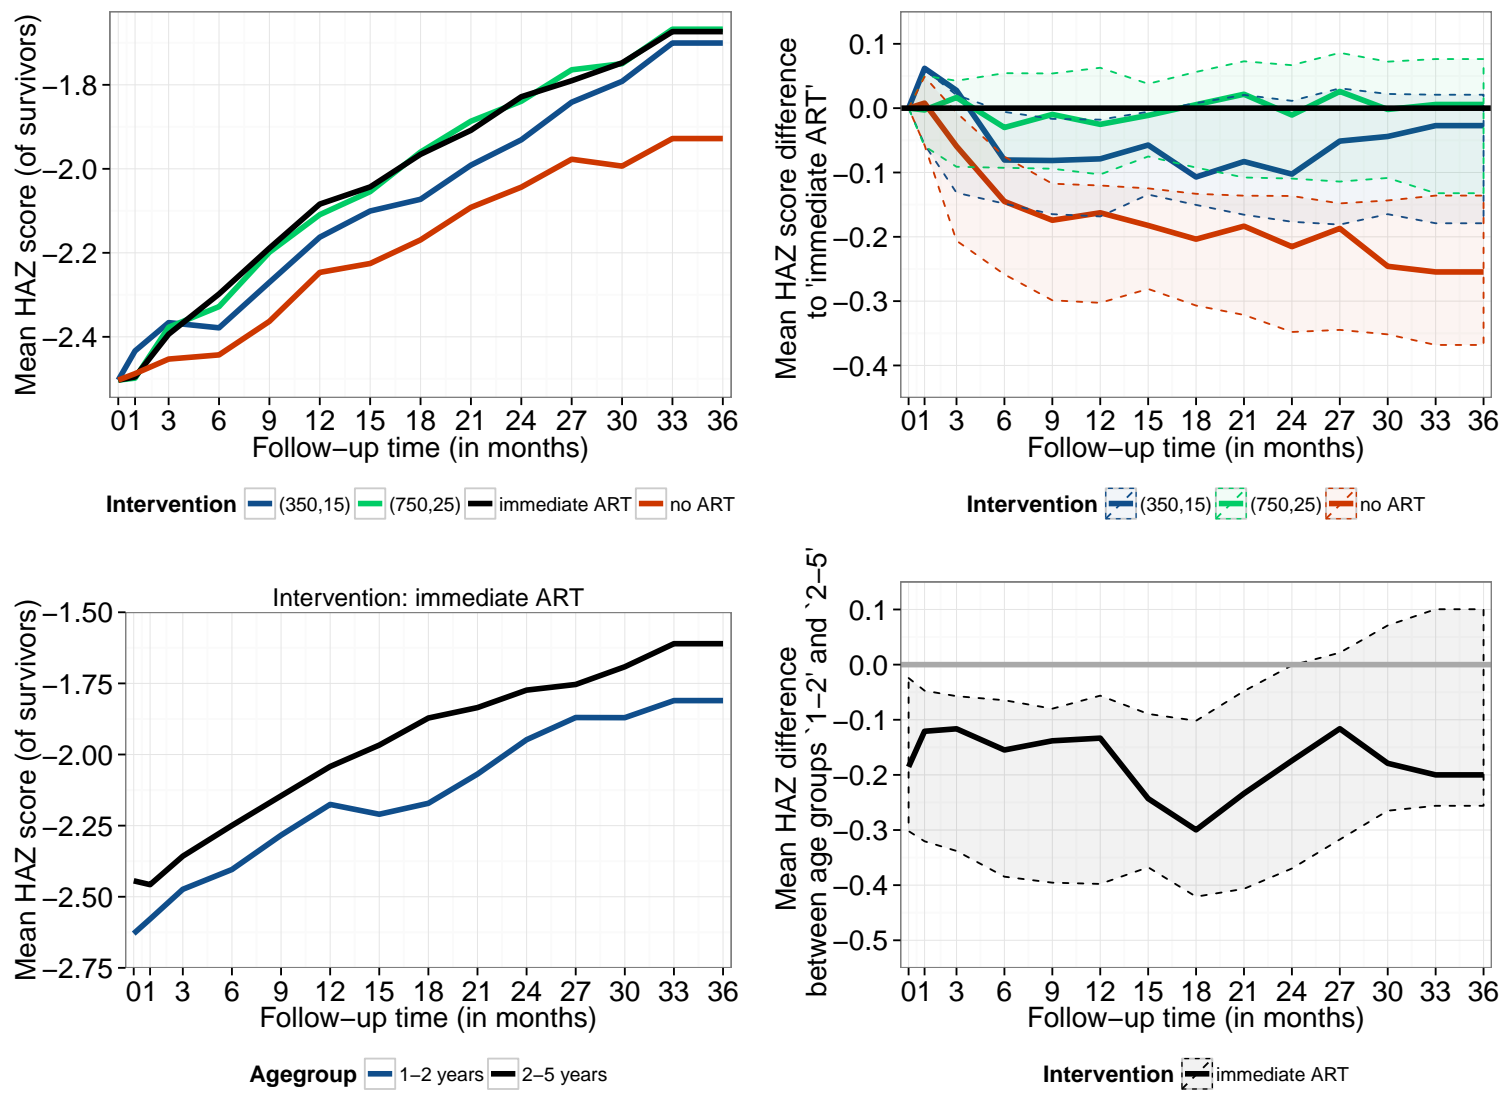 Mean HAZ score (of survivors)
−1.8
−2.0
−2.2
−2.4
0 1 3 6 9 12 15 18 21 24 27 30 33 36
Follow−up time (in months)
Intervention (350,15) (750,25) immediate ART no ART
Mean HAZ score difference
to 'immediate ART'
0.1
0.0
−0.1
−0.2
−0.3
−0.4
0 1 3 6 9 12 15 18 21 24 27 30 33 36
Follow−up time (in months)
Intervention (350,15) (750,25) no ART
Intervention: immediate ART
Mean HAZ score (of survivors)
−1.50
−1.75
−2.00
−2.25
−2.50
−2.75
0 1 3 6 9 12 15 18 21 24 27 30 33 36
Follow−up time (in months)
Agegroup 1−2 years 2−5 years
Mean HAZ difference
between age groups `1−2' and `2−5'
0.1
0.0
−0.1
−0.2
−0.3
−0.4
−0.5
0 1 3 6 9 12 15 18 21 24 27 30 33 36
Follow−up time (in months)
Intervention immediate ART